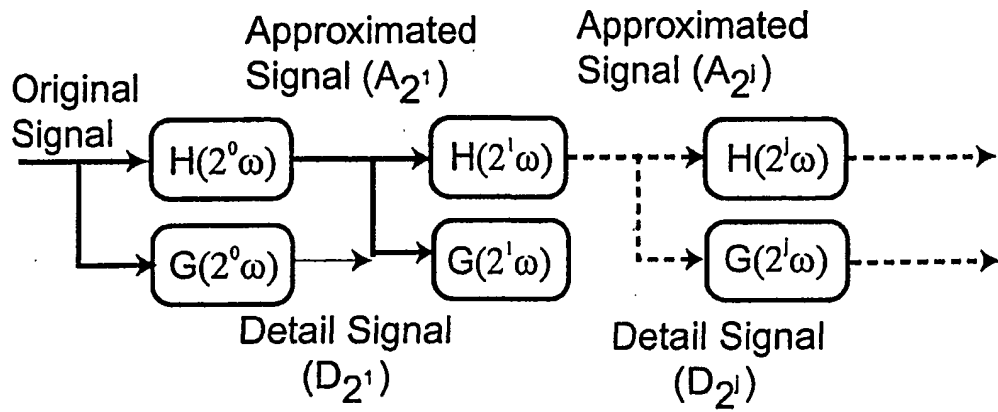 Approximated
Signal (A₂¹)
Approximated
Signal (A₂ʲ)
Original
Signal
H(2⁰ω)
H(2¹ω)
H(2ʲω)
G(2⁰ω)
G(2¹ω)
G(2ʲω)
Detail Signal
(D₂¹)
Detail Signal
(D₂ʲ)